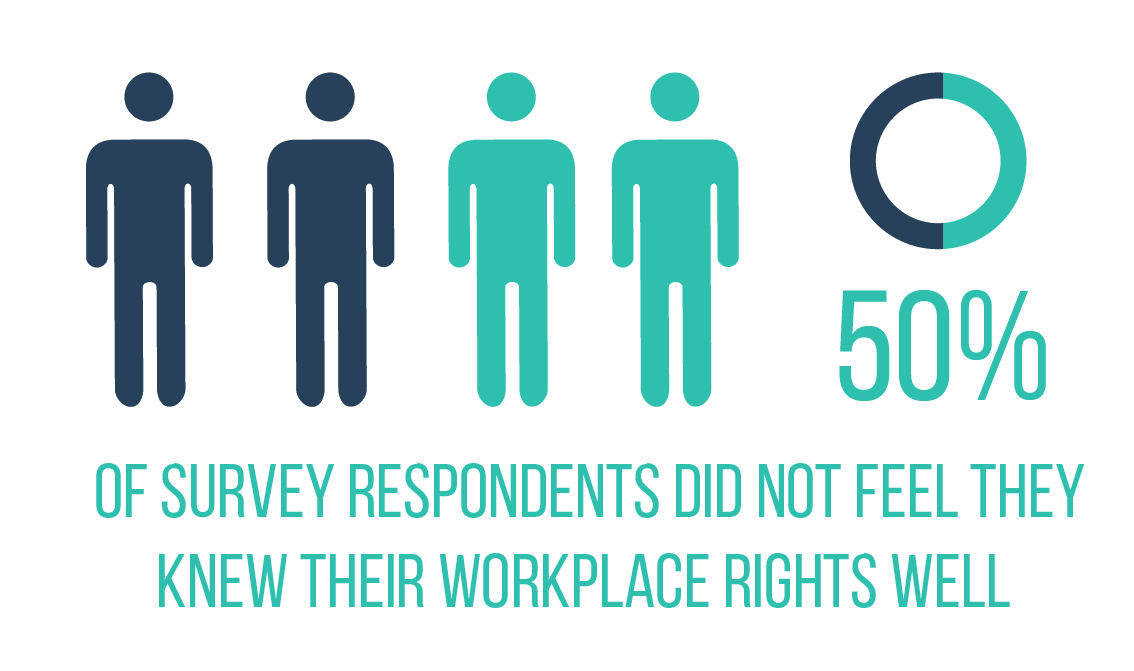 50%
OF SURVEY RESPONDENTS DID NOT FEEL THEY
KNEW THEIR WORKPLACE RIGHTS WELL